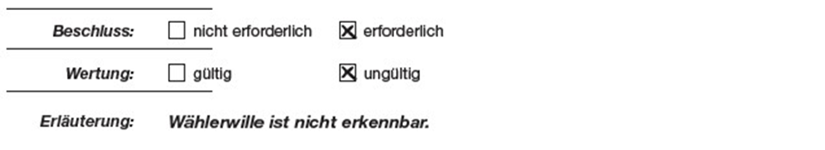 Beschluss: ☐ nicht erforderlich ☒ erforderlich
Wertung: ☐ gültig ☒ ungültig
Erläuterung: Wählerwille ist nicht erkennbar.